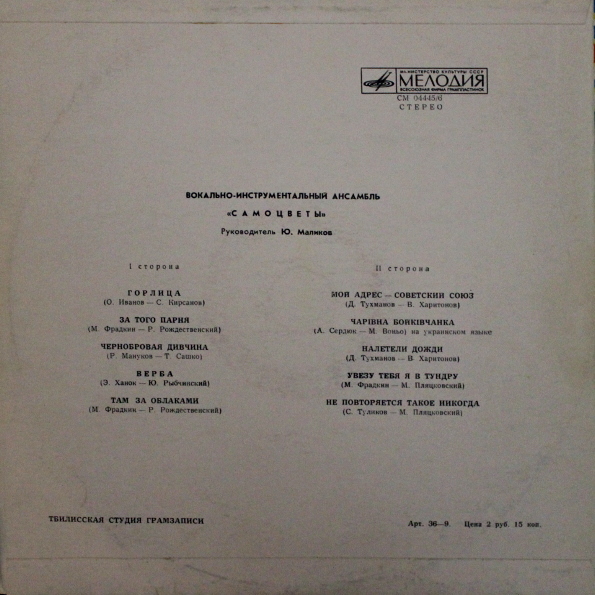 МИНИСТЕРСТВО КУЛЬТУРЫ СССР
МЕЛОДИЯ
ВСЕСОЮЗНАЯ ФИРМА ГРАМПЛАСТИНОК
СМ 04445/6
СТЕРЕО
ВОКАЛЬНО-ИНСТРУМЕНТАЛЬНЫЙ АНСАМБЛЬ
«САМОЦВЕТЫ»
Руководитель Ю. Маликов
I сторона
ГОРЛИЦА
(О. Иванов — С. Кирсанов)
ЗА ТОГО ПАРНЯ
(М. Фрадкин — Р. Рождественский)
ЧЕРНОБРОВАЯ ДИВЧИНА
(Р. Мануков — Т. Сашко)
ВЕРБА
(Э. Ханок — Ю. Рыбчинский)
ТАМ ЗА ОБЛАКАМИ
(М. Фрадкин — Р. Рождественский)
II сторона
МОЙ АДРЕС — СОВЕТСКИЙ СОЮЗ
(Д. Тухманов — В. Харитонов)
ЧАРІВНА БОЙКІВЧАНКА
(А. Сердюк — М. Воньо) на украинском языке
НАЛЕТЕЛИ ДОЖДИ
(Д. Тухманов — В. Харитонов)
УВЕЗУ ТЕБЯ Я В ТУНДРУ
(М. Фрадкин — М. Пляцковский)
НЕ ПОВТОРЯЕТСЯ ТАКОЕ НИКОГДА
(С. Туликов — М. Пляцковский)
ТБИЛИССКАЯ СТУДИЯ ГРАМЗАПИСИ
Арт. 36—9. Цена 2 руб. 15 коп.